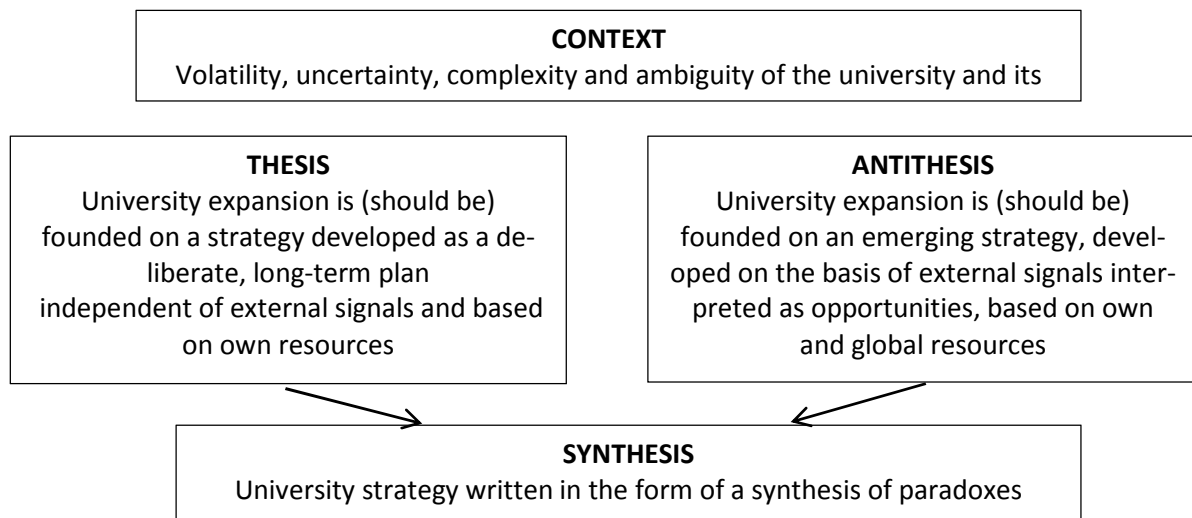 CONTEXT
Volatility, uncertainty, complexity and ambiguity of the university and its
THESIS
University expansion is (should be)
founded on a strategy developed as a de-
liberate, long-term plan
independent of external signals and based
on own resources
ANTITHESIS
University expansion is (should be)
founded on an emerging strategy, devel-
oped on the basis of external signals inter-
preted as opportunities, based on own
and global resources
SYNTHESIS
University strategy written in the form of a synthesis of paradoxes